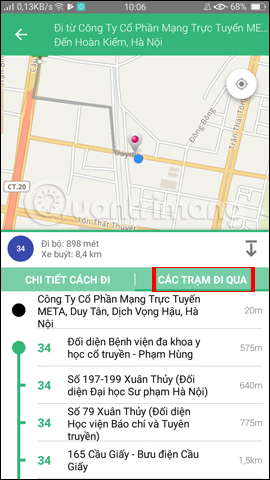 0,13KB/s 10:06 68%
Đi từ Công Ty Cổ Phần Mạng Trực Tuyến META...
Đến Hoàn Kiếm, Hà Nội
Đồng Bông
Trần Thái Tôn
Duy
CT.20
Tôn Thất Thuyết
Quantrimang
34
Đi bộ: 898 mét
Xe buýt: 8,4 km
CHI TIẾT CÁCH ĐI
CÁC TRẠM ĐI QUA
Công Ty Cổ Phần Mạng Trực Tuyến
META, Duy Tân, Dịch Vọng Hậu, Hà
Nội
20m
34
Đối diện Bệnh viện đa khoa y
học cổ truyền - Phạm Hùng
575m
34
Số 197-199 Xuân Thủy (Đối
diện Đại học Sư phạm Hà Nội)
640m
34
Số 79 Xuân Thủy (Đối diện
Học viện Báo chí và Tuyên
truyền)
775m
34
165 Cầu Giấy - Bưu điện Cầu
Giấy
1,5km